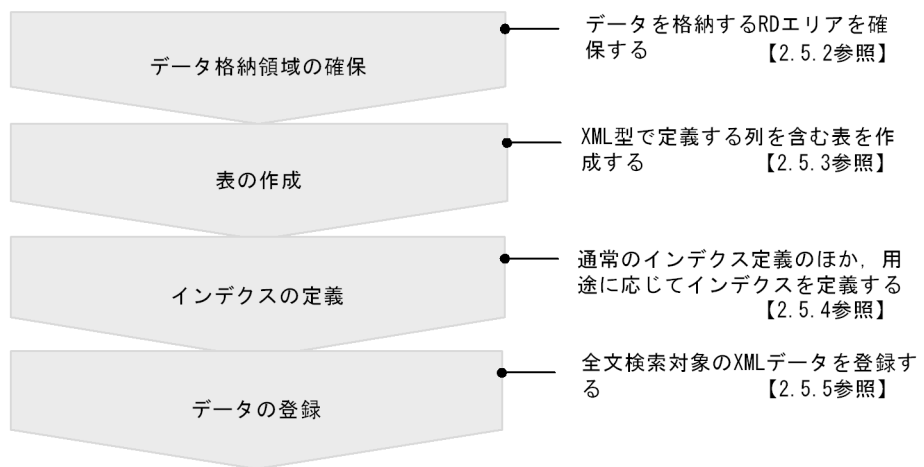 データ格納領域の確保
データを格納するRDエリアを確
保する 【2.5.2参照】
表の作成
XML型で定義する列を含む表を作
成する 【2.5.3参照】
インデクスの定義
通常のインデクス定義のほか，用
途に応じてインデクスを定義する
【2.5.4参照】
データの登録
全文検索対象のXMLデータを登録す
る 【2.5.5参照】